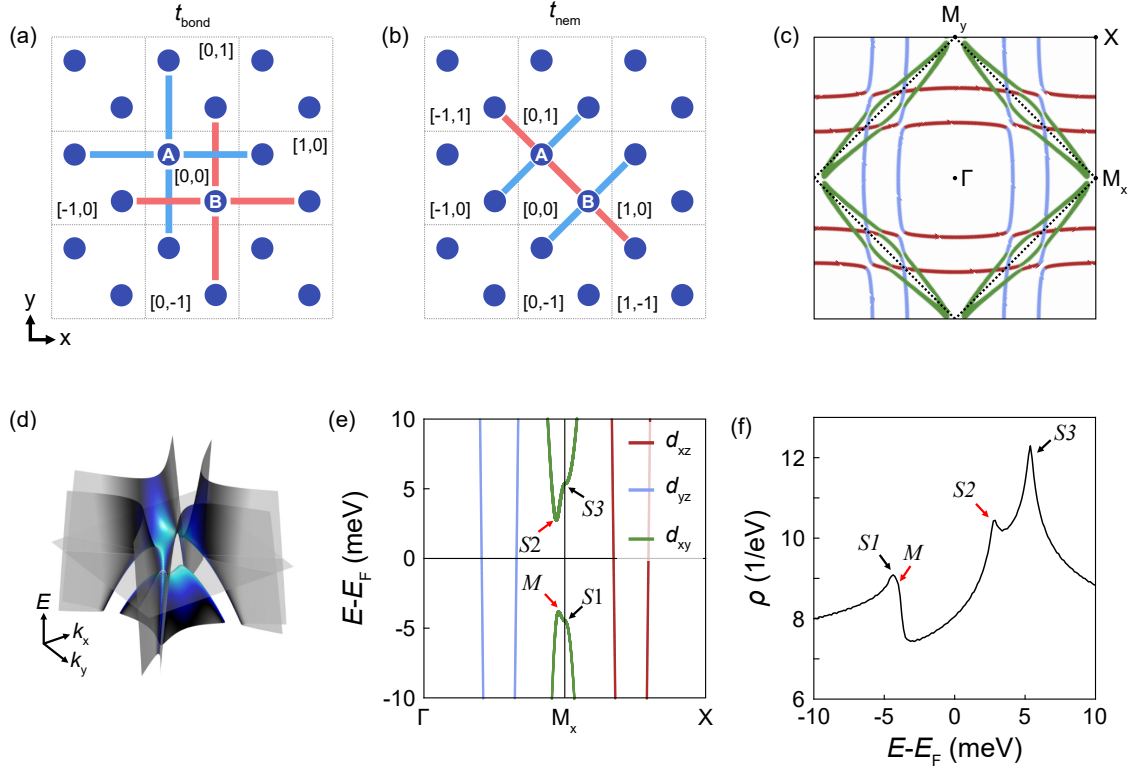 (a)
t_bond
[0,1]
A
[1,0]
[0,0]
[-1,0]
B
[0,-1]
y
x
(b)
t_nem
[-1,1]
[0,1]
A
[-1,0]
[0,0]
B
[1,0]
[0,-1]
[1,-1]
(c)
M_y
X
Γ
M_x
(d)
E
k_x
k_y
(e)
E-E_F (meV)
10
5
0
-5
-10
d_xz
d_yz
d_xy
S3
S2
M
S1
Γ
M_x
X
(f)
ρ (1/eV)
12
10
8
6
S3
S2
S1
M
-10
-5
0
5
10
E-E_F (meV)